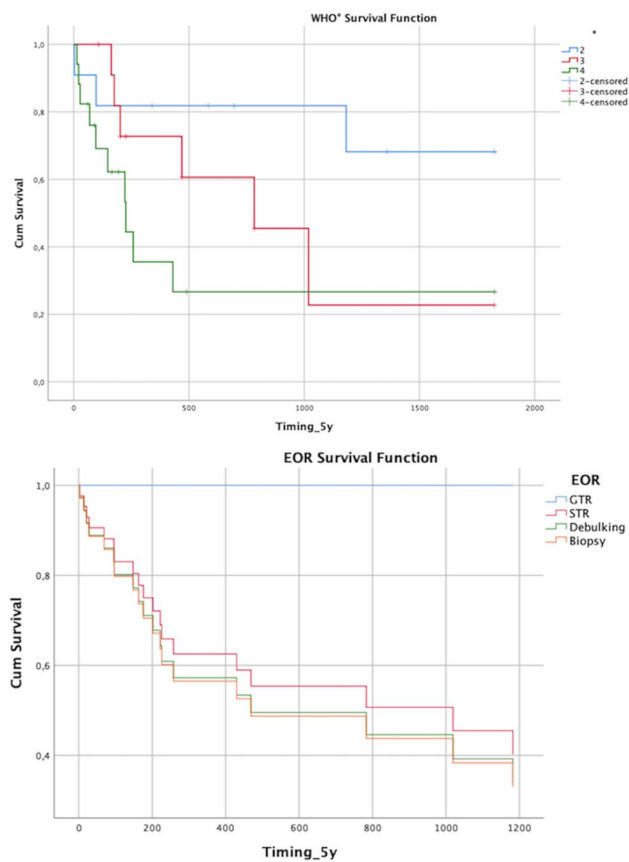 WHO° Survival Function
°
2
3
4
2-censored
3-censored
4-censored
1,0
0,8
0,6
0,4
0,2
0,0
Cum Survival
0
500
1000
1500
2000
Timing_5y
EOR Survival Function
EOR
GTR
STR
Debulking
Biopsy
1,0
0,8
0,6
0,4
Cum Survival
0
200
400
600
800
1000
1200
Timing_5y